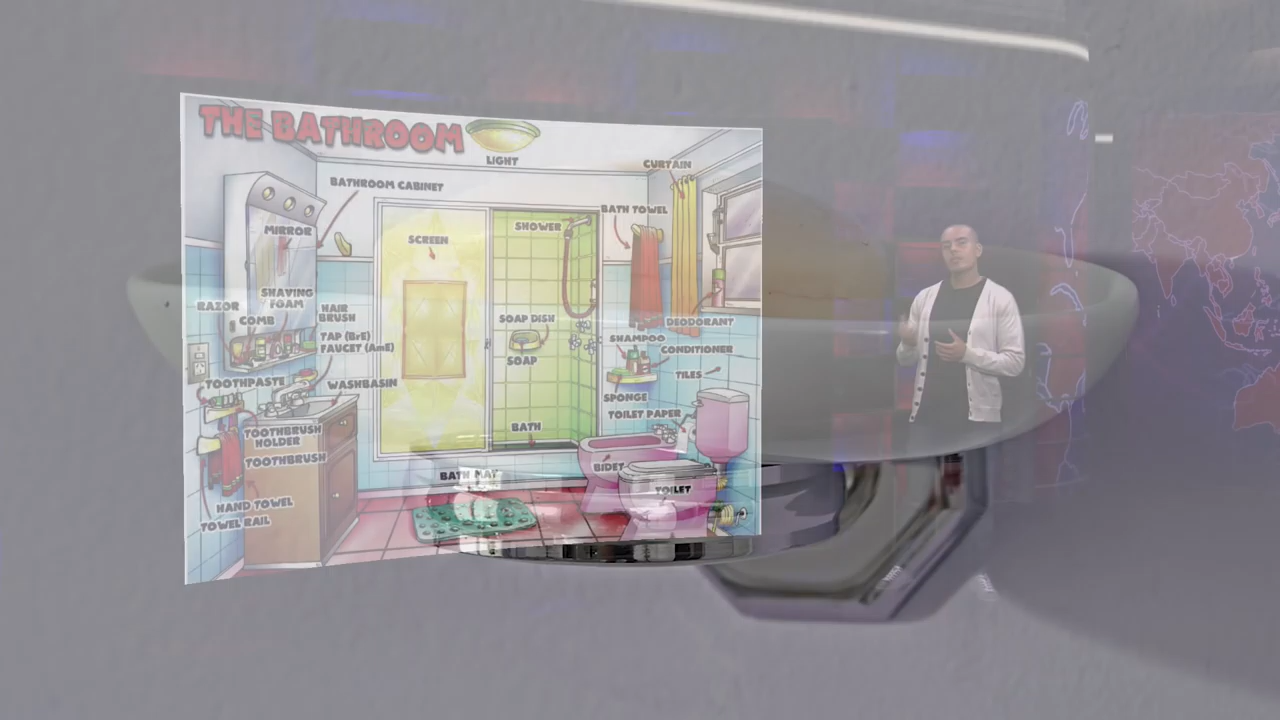 THE BATHROOM
LIGHT
CURTAIN
BATHROOM CABINET
BATH TOWEL
MIRROR
SCREEN
SHOWER
RAZOR
SHAVING
FOAM
COMB
HAIR
BRUSH
TAP (BrE)
FAUCET (AmE)
SOAP DISH
SOAP
DEODORANT
SHAMPOO
CONDITIONER
TILES
TOOTHPASTE
WASHBASIN
SPONGE
TOILET PAPER
TOOTHBRUSH
HOLDER
TOOTHBRUSH
BATH
BIDET
BATH MAT
TOILET
HAND TOWEL
TOWEL RAIL